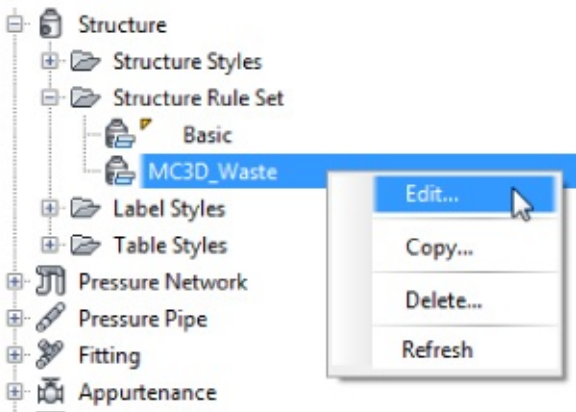 Structure
Structure Styles
Structure Rule Set
Basic
MC3D_Waste
Edit...
Label Styles
Copy...
Table Styles
Pressure Network
Delete...
Pressure Pipe
Fitting
Refresh
Appurtenance